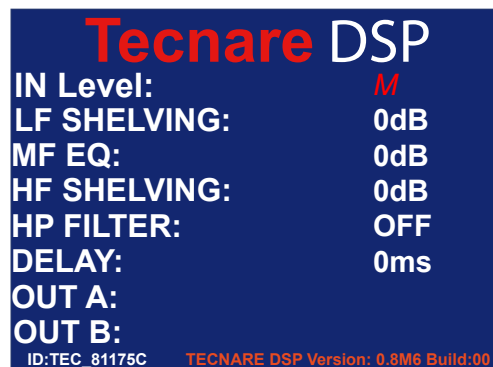 Tecnare DSP
IN Level: M
LF SHELVING: 0dB
MF EQ: 0dB
HF SHELVING: 0dB
HP FILTER: OFF
DELAY: 0ms
OUT A:
OUT B:
ID:TEC_81175C TECNARE DSP Version: 0.8M6 Build:00